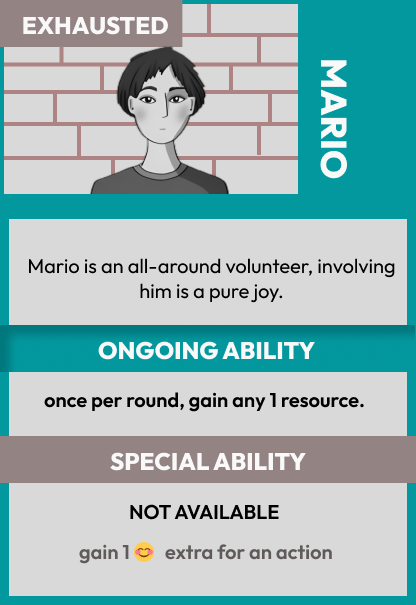 EXHAUSTED
MARIO
Mario is an all-around volunteer, involving
him is a pure joy.
ONGOING ABILITY
once per round, gain any 1 resource.
SPECIAL ABILITY
NOT AVAILABLE
gain 1 😊 extra for an action